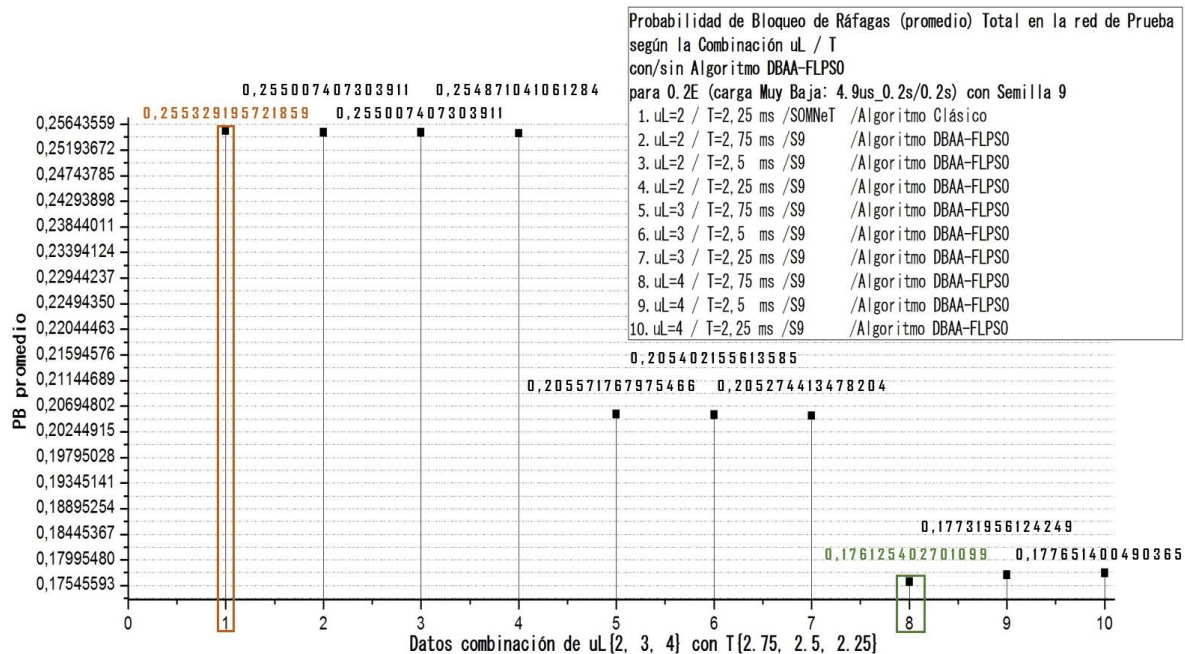 Probabilidad de Bloqueo de Ráfagas (promedio) Total en la red de Prueba
según la Combinación uL / T
con/sin Algoritmo DBAA-FLPSO
para 0.2E (carga Muy Baja: 4.9us_0.2s/0.2s) con Semilla 9
1. uL=2 / T=2,25 ms /SOMNeT /Algoritmo Clásico
2. uL=2 / T=2,75 ms /S9 /Algoritmo DBAA-FLPSO
3. uL=2 / T=2,5 ms /S9 /Algoritmo DBAA-FLPSO
4. uL=2 / T=2,25 ms /S9 /Algoritmo DBAA-FLPSO
5. uL=3 / T=2,75 ms /S9 /Algoritmo DBAA-FLPSO
6. uL=3 / T=2,5 ms /S9 /Algoritmo DBAA-FLPSO
7. uL=3 / T=2,25 ms /S9 /Algoritmo DBAA-FLPSO
8. uL=4 / T=2,75 ms /S9 /Algoritmo DBAA-FLPSO
9. uL=4 / T=2,5 ms /S9 /Algoritmo DBAA-FLPSO
10. uL=4 / T=2,25 ms /S9 /Algoritmo DBAA-FLPSO
0,255007407303911 0,254871041061284
0,255329195721859 0,255007407303911
0,205402155613585
0,205571767975466 0,205274413478204
0,17731956124249
0,176125402701099 0,177651400490365
PB promedio
0,25643559
0,25193672
0,24743785
0,24293898
0,23844011
0,23394124
0,22944237
0,22494350
0,22044463
0,21594576
0,21144689
0,20694802
0,20244915
0,19795028
0,19345141
0,18895254
0,18445367
0,17995480
0,17545593
0 1 2 3 4 5 6 7 8 9 10
Datos combinación de uL{2, 3, 4} con T{2.75, 2.5, 2.25}